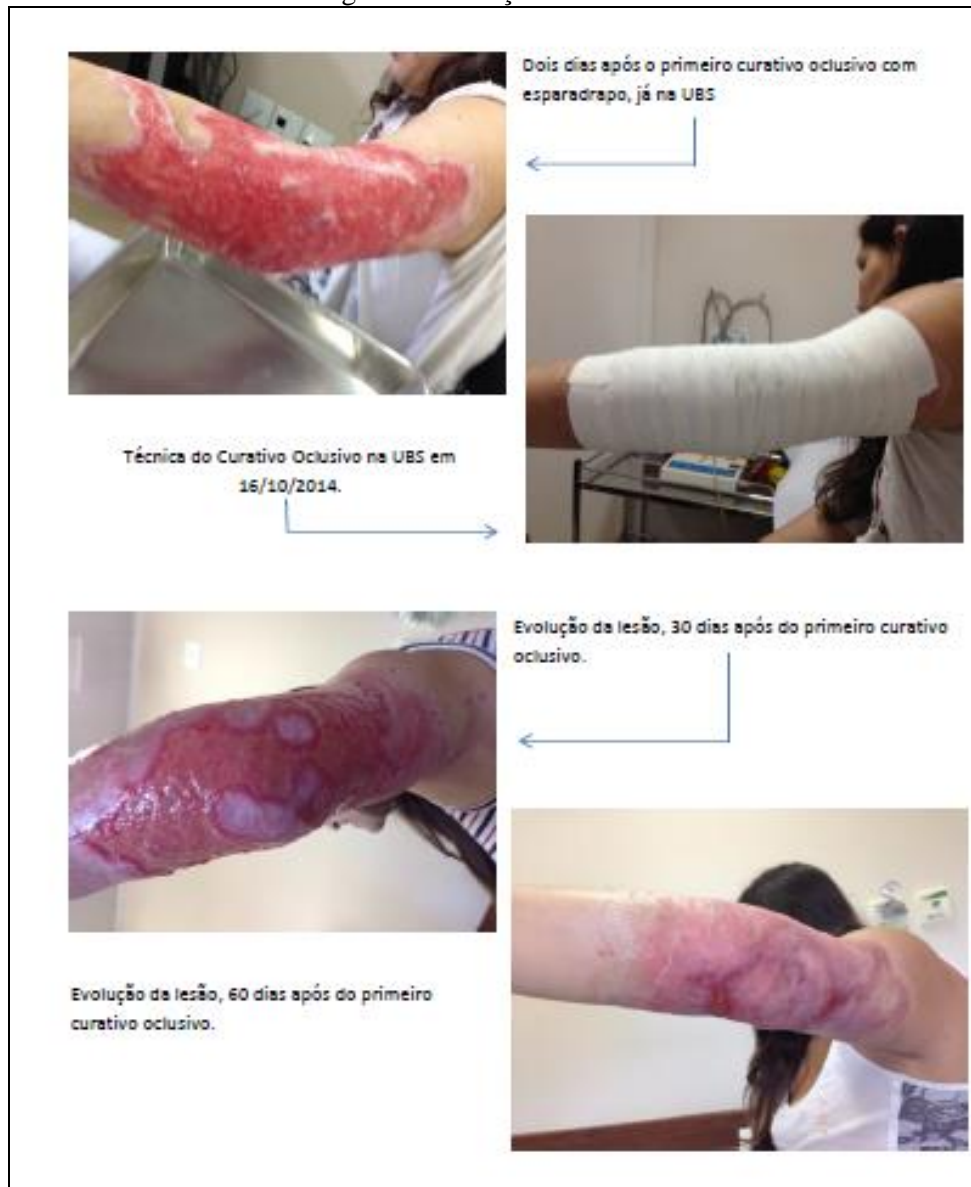 Dois dias após o primeiro curativo oclusivo com
esparadrapo, já na UBS
Técnica do Curativo Oclusivo na UBS em
16/10/2014.
Evolução da lesão, 30 dias após do primeiro curativo
oclusivo.
Evolução da lesão, 60 dias após do primeiro
curativo oclusivo.